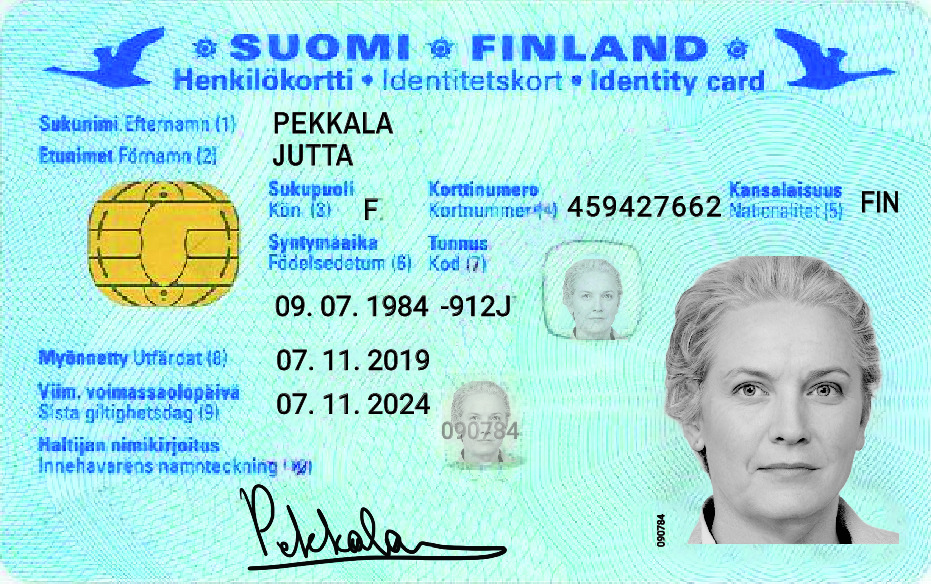 SUOMI FINLAND
Henkilökortti • Identitetskort • Identity card
Sukunimi Efternamn (1) PEKKALA
Etunimet Förnamn (2) JUTTA
Sukupuoli Korttinumero Kansalaisuus
Kön (3) F Kortnummer (4) 459427662 Nationalitet (5) FIN
Syntymäaika Tunnus
Födelsedetum (6) Kod (7)
09. 07. 1984 -912J
Myönnetty Utfärdat (8) 07. 11. 2019
Viim. voimassaolopäivä
Sista giltighetsdag (9) 07. 11. 2024
090784
Haltijan nimikirjoitus
Innehavarens namnteckning
Pekkala
090784